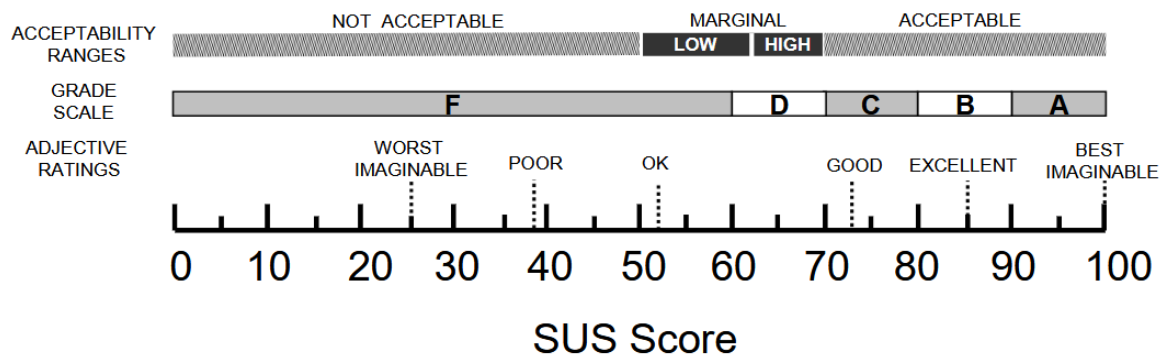 NOT ACCEPTABLE MARGINAL ACCEPTABLE
ACCEPTABILITY
RANGES
LOW HIGH
GRADE
SCALE
F D C B A
ADJECTIVE
RATINGS
WORST
IMAGINABLE
POOR
OK
GOOD
EXCELLENT
BEST
IMAGINABLE
0 10 20 30 40 50 60 70 80 90 100
SUS Score